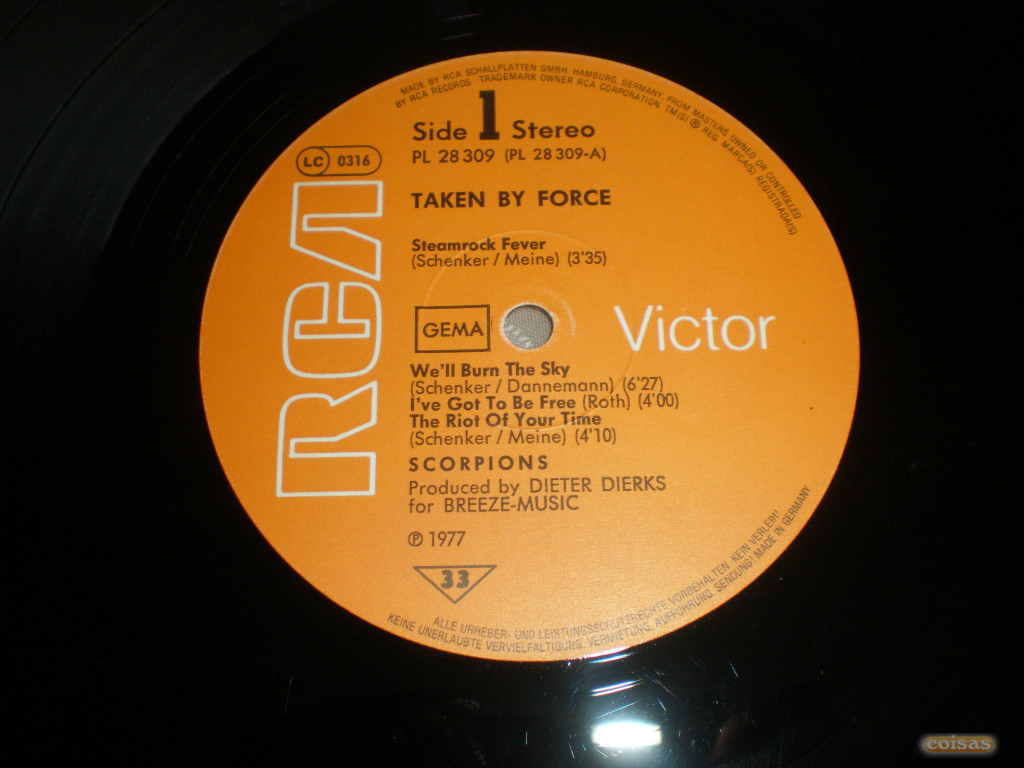 MADE BY RCA SCHALLPLATTEN GMBH, HAMBURG, GERMANY, FROM MASTERS OWNED OR CONTROLLED
BY RCA RECORDS TRADEMARK OWNER RCA CORPORATION. TM(S) ® REG. MARCA(S) REGISTRADA(S)
Side 1 Stereo
PL 28 309 (PL 28 309-A)
LC 0316
TAKEN BY FORCE
Steamrock Fever
(Schenker / Meine) (3'35)
GEMA
RCA
Victor
We'll Burn The Sky
(Schenker / Dannemann) (6'27)
I've Got To Be Free (Roth) (4'00)
The Riot Of Your Time
(Schenker / Meine) (4'10)
SCORPIONS
Produced by DIETER DIERKS
for BREEZE-MUSIC
℗ 1977
33
ALLE URHEBER- UND LEISTUNGSSCHUTZRECHTE VORBEHALTEN. KEIN VERLEIH!
KEINE UNERLAUBTE VERVIELFÄLTIGUNG, VERMIETUNG, AUFFÜHRUNG, SENDUNG! MADE IN GERMANY
coisas